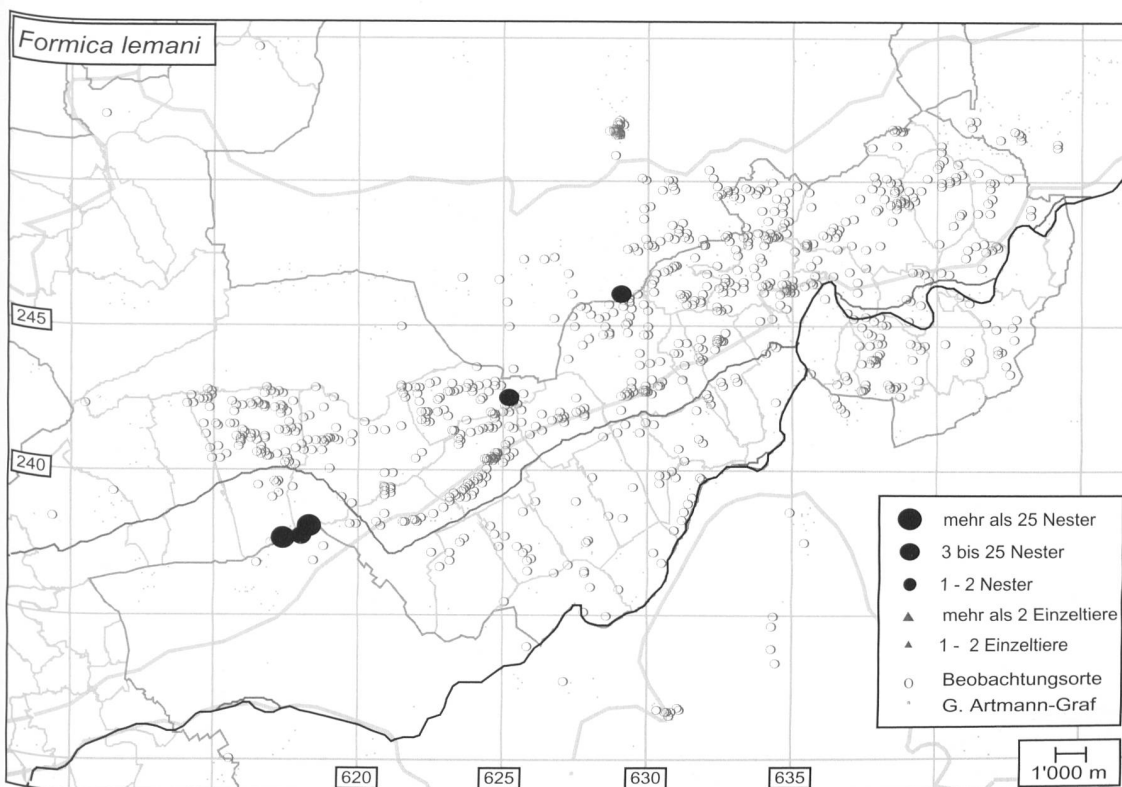 Formica lemani
245
240
mehr als 25 Nester
3 bis 25 Nester
1 - 2 Nester
mehr als 2 Einzeltiere
1 - 2 Einzeltiere
Beobachtungsorte
G. Artmann-Graf
620
625
630
635
1'000 m